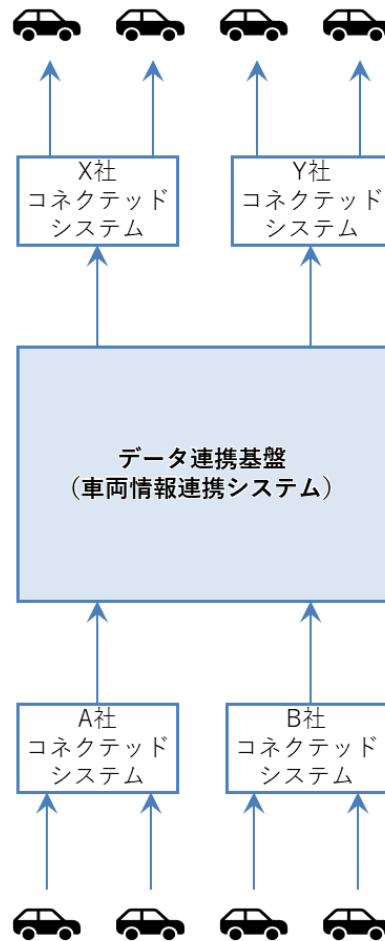 X社
コネクテッド
システム
Y社
コネクテッド
システム
データ連携基盤
（車両情報連携システム）
A社
コネクテッド
システム
B社
コネクテッド
システム